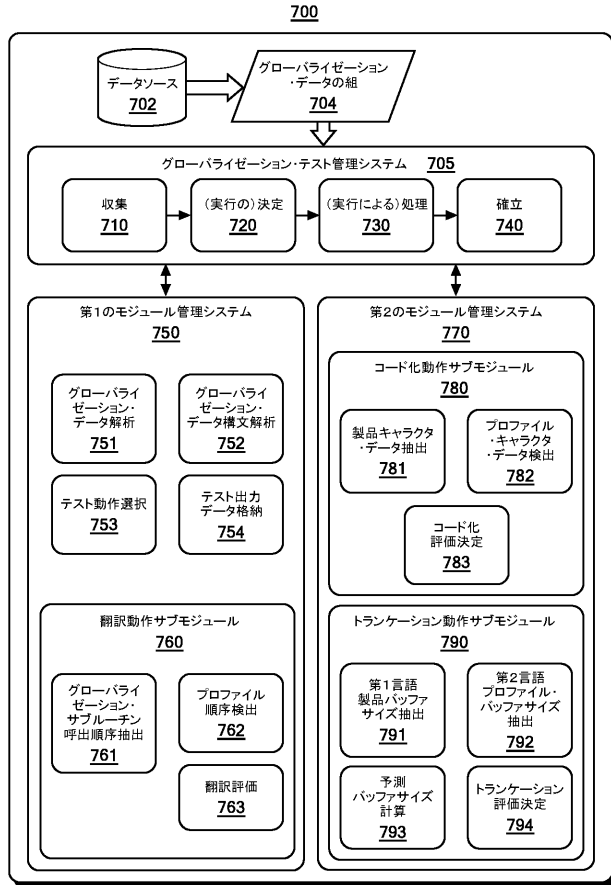 700
データソース
702
グローバライゼーション
・データの組
704
グローバライゼーション・テスト管理システム 705
収集
710
(実行の)決定
720
(実行による)処理
730
確立
740
第1のモジュール管理システム
750
グローバライ
ゼーション・
データ解析
751
グローバライ
ゼーション・
データ構文解析
752
テスト動作選択
753
テスト出力
データ格納
754
翻訳動作サブモジュール
760
グローバライ
ゼーション・
サブルーチン
呼出順序抽出
761
プロファイル
順序検出
762
翻訳評価
763
第2のモジュール管理システム
770
コード化動作サブモジュール
780
製品キャラクタ
・データ抽出
781
プロファイル
・キャラクタ・
データ検出
782
コード化
評価決定
783
トランケーション動作サブモジュール
790
第1言語
製品バッファ
サイズ抽出
791
第2言語
プロファイル・
バッファサイズ
抽出
792
予測
バッファサイズ
計算
793
トランケーション
評価決定
794